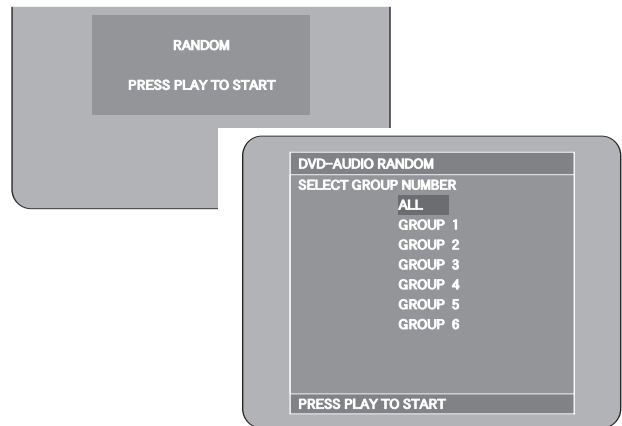 RANDOM
PRESS PLAY TO START
DVD-AUDIO RANDOM
SELECT GROUP NUMBER
ALL
GROUP 1
GROUP 2
GROUP 3
GROUP 4
GROUP 5
GROUP 6
PRESS PLAY TO START